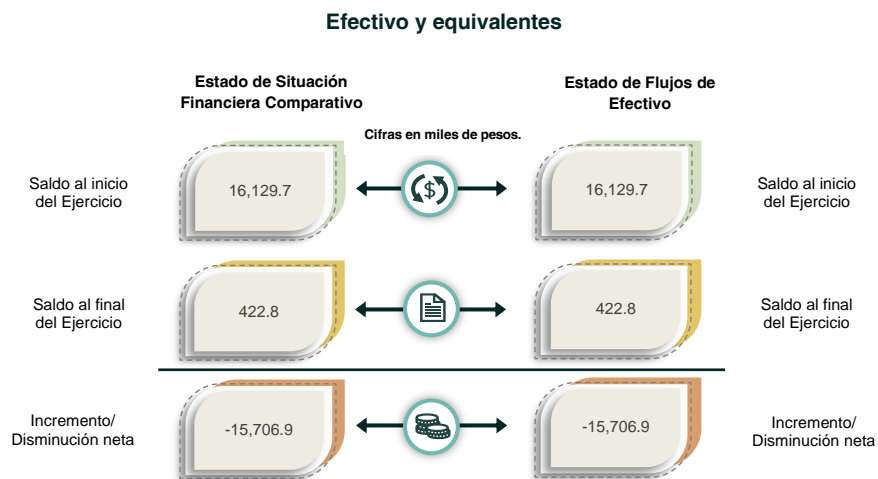 Efectivo y equivalentes
Estado de Situación
Financiera Comparativo
Estado de Flujos de
Efectivo
Cifras en miles de pesos.
Saldo al inicio
del Ejercicio
16,129.7
$
16,129.7
Saldo al inicio
del Ejercicio
Saldo al final
del Ejercicio
422.8
422.8
Saldo al final
del Ejercicio
Incremento/
Disminución neta
-15,706.9
-15,706.9
Incremento/
Disminución neta